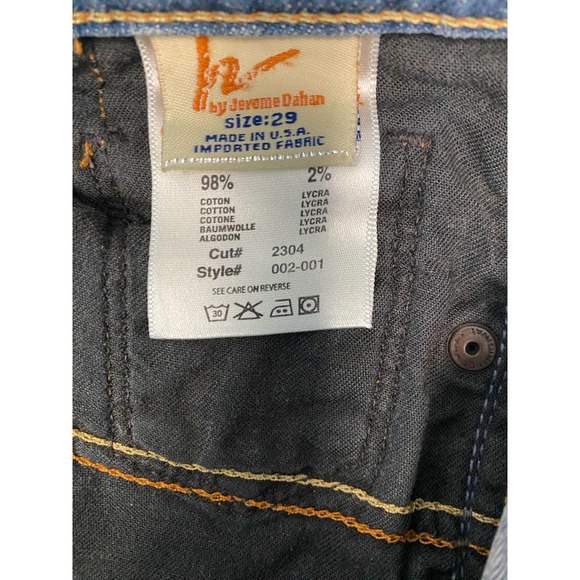 by Jerome Dahan
size:29
MADE IN U.S.A.
IMPORTED FABRIC
98% 2%
COTON LYCRA
COTTON LYCRA
COTONE LYCRA
BAUMWOLLE LYCRA
ALGODON LYCRA
Cut# 2304
Style# 002-001
SEE CARE ON REVERSE
30